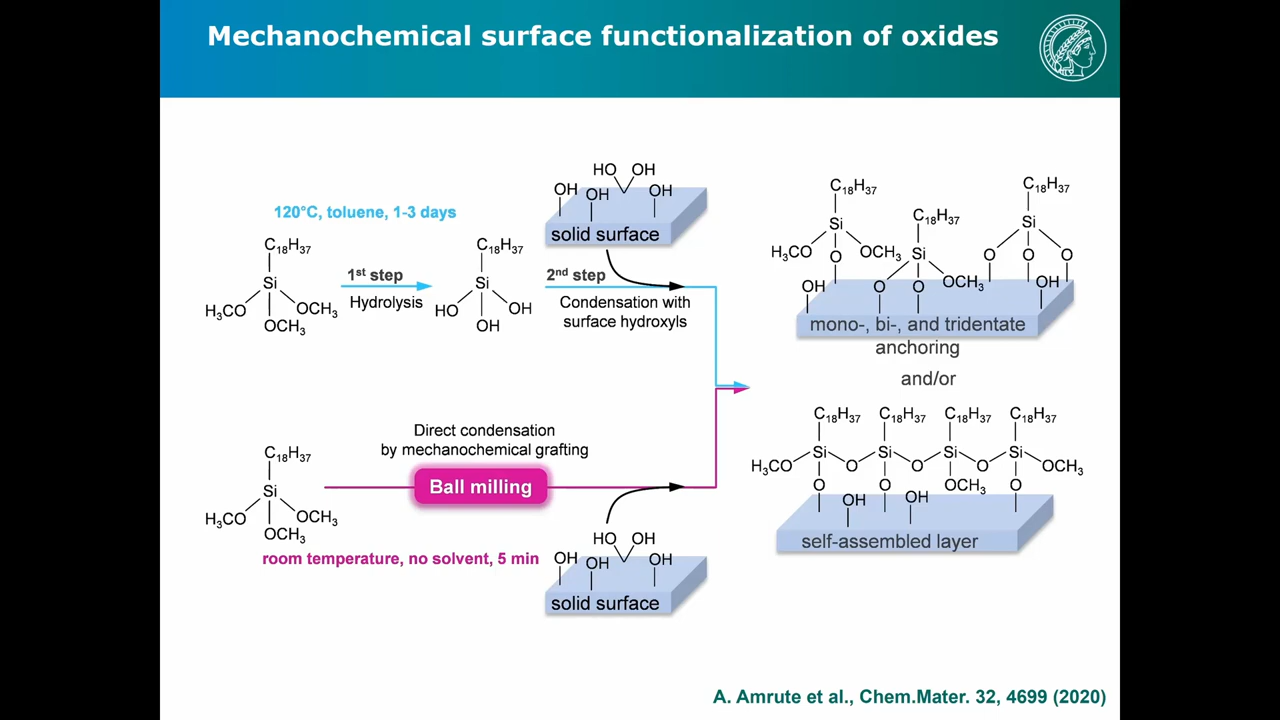 Mechanochemical surface functionalization of oxides
120°C, toluene, 1-3 days
C18H37
Si
H3CO
OCH3
OCH3
1st step
Hydrolysis
C18H37
Si
HO
OH
OH
2nd step
Condensation with
surface hydroxyls
HO OH
OH
OH
OH
solid surface
C18H37
Si
H3CO
OCH3
O
OH
C18H37
Si
OCH3
O
O
C18H37
Si
O
O
O
OH
mono-, bi-, and tridentate
anchoring
and/or
C18H37 C18H37 C18H37 C18H37
H3CO Si O Si O Si O Si OCH3
O O OCH3 O
OH OH
self-assembled layer
Direct condensation
by mechanochemical grafting
Ball milling
C18H37
Si
H3CO
OCH3
OCH3
room temperature, no solvent, 5 min
HO OH
OH
OH
OH
solid surface
A. Amrute et al., Chem.Mater. 32, 4699 (2020)